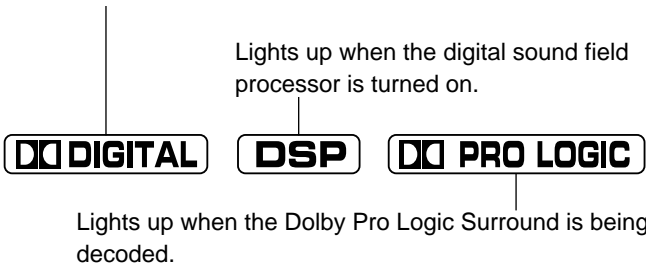 Lights up when the digital sound field
processor is turned on.
DIGITAL DSP PRO LOGIC
Lights up when the Dolby Pro Logic Surround is being
decoded.